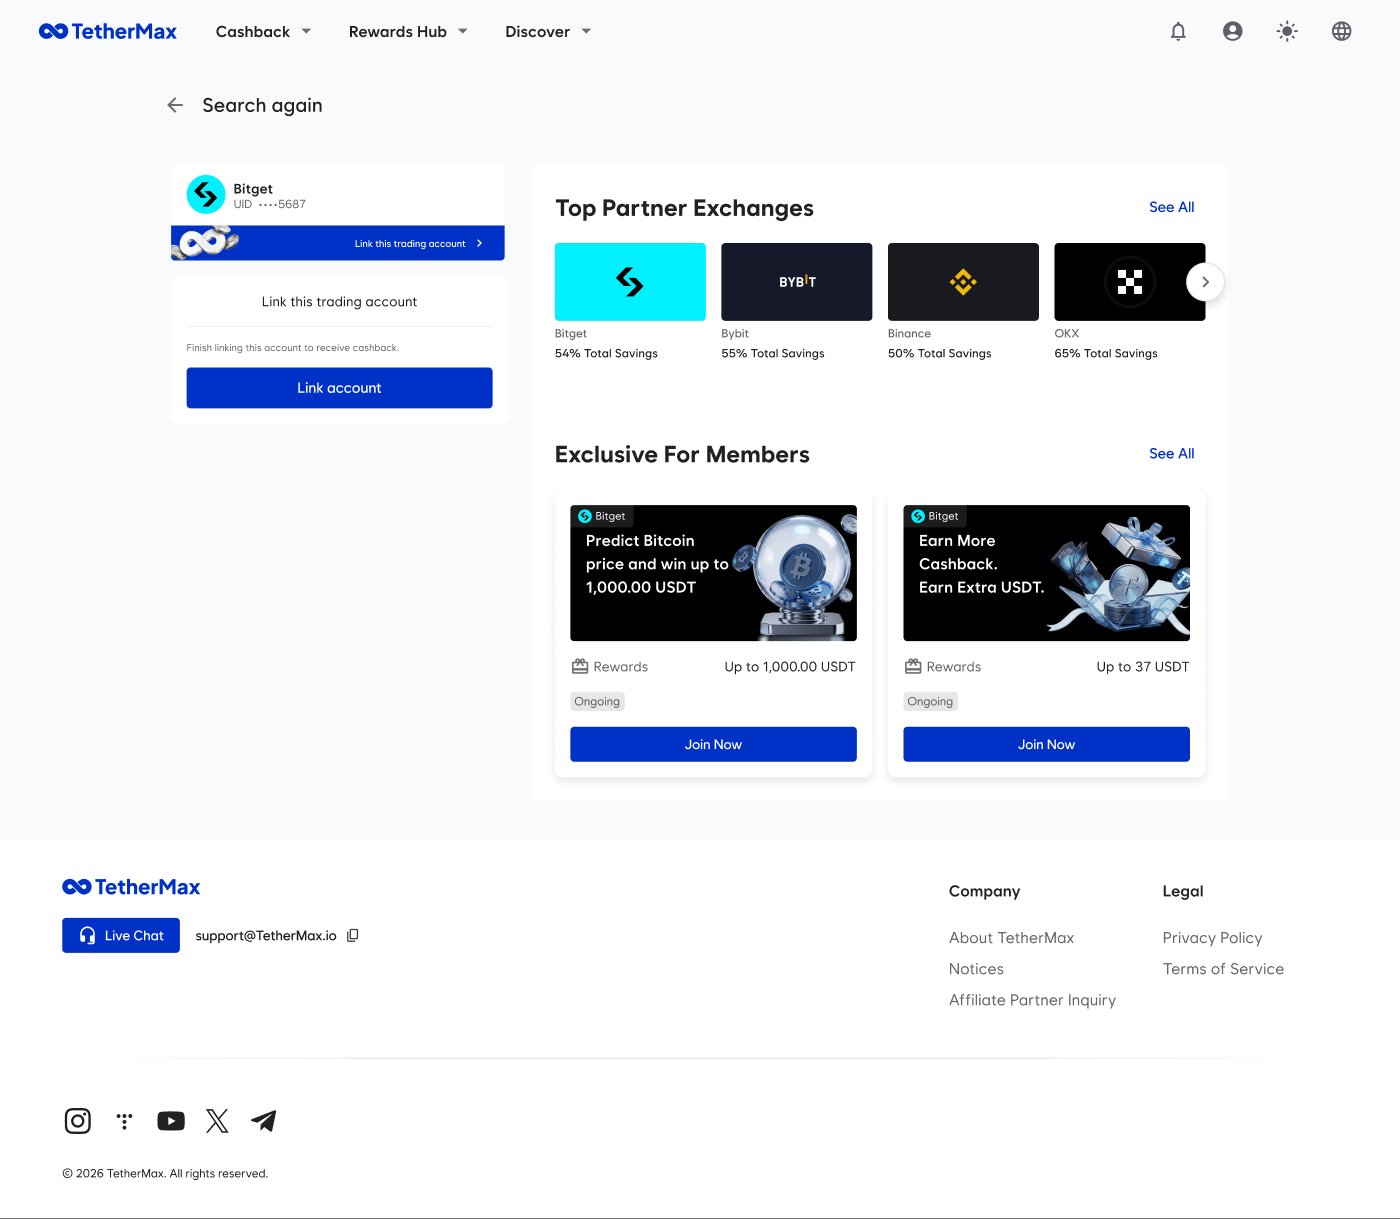 TetherMax
Cashback
Rewards Hub
Discover
Search again
Bitget
UID ••••5687
Link this trading account
Link this trading account
Finish linking this account to receive cashback.
Link account
Top Partner Exchanges
See All
BYBIT
Bitget
Bybit
Binance
OKX
54% Total Savings
55% Total Savings
50% Total Savings
65% Total Savings
Exclusive For Members
See All
Bitget
Predict Bitcoin
price and win up to
1,000.00 USDT
Rewards
Up to 1,000.00 USDT
Ongoing
Join Now
Bitget
Earn More
Cashback.
Earn Extra USDT.
Rewards
Up to 37 USDT
Ongoing
Join Now
TetherMax
Live Chat
support@TetherMax.io
Company
About TetherMax
Notices
Affiliate Partner Inquiry
Legal
Privacy Policy
Terms of Service
© 2026 TetherMax. All rights reserved.